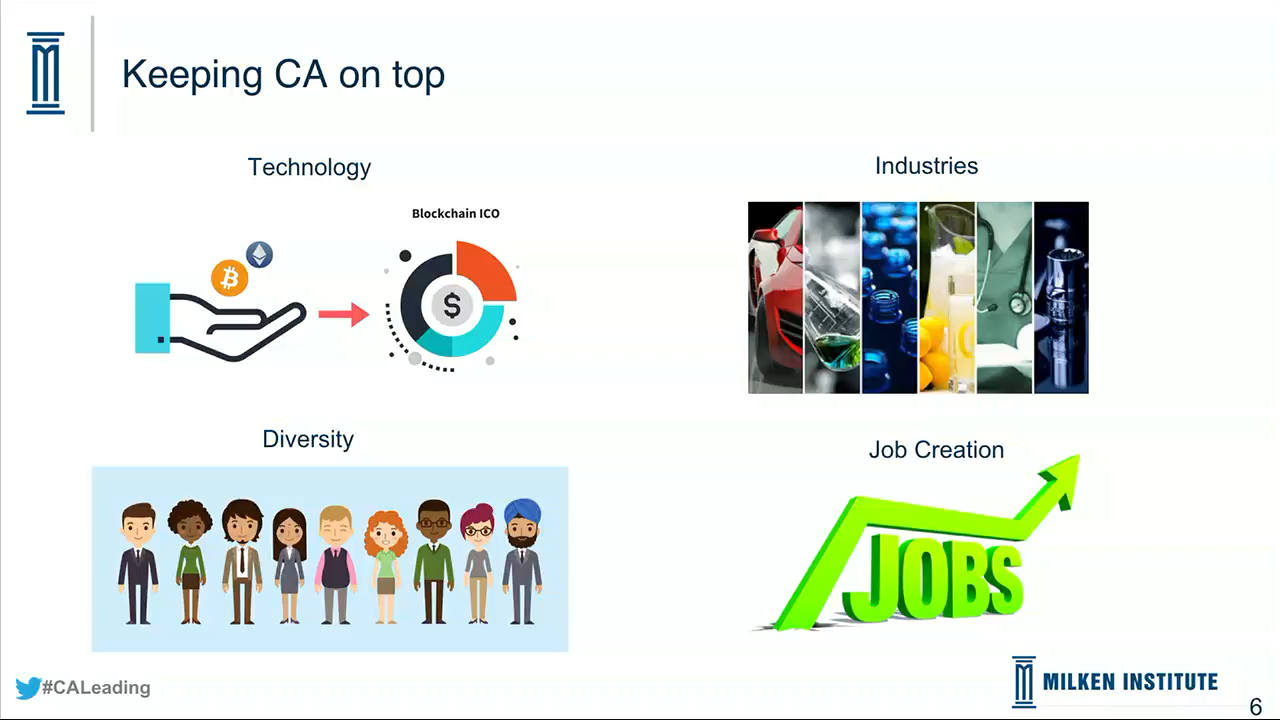 Keeping CA on top
Technology
Industries
Blockchain ICO
$
Diversity
Job Creation
JOBS
#CALeading
MILKEN INSTITUTE
6